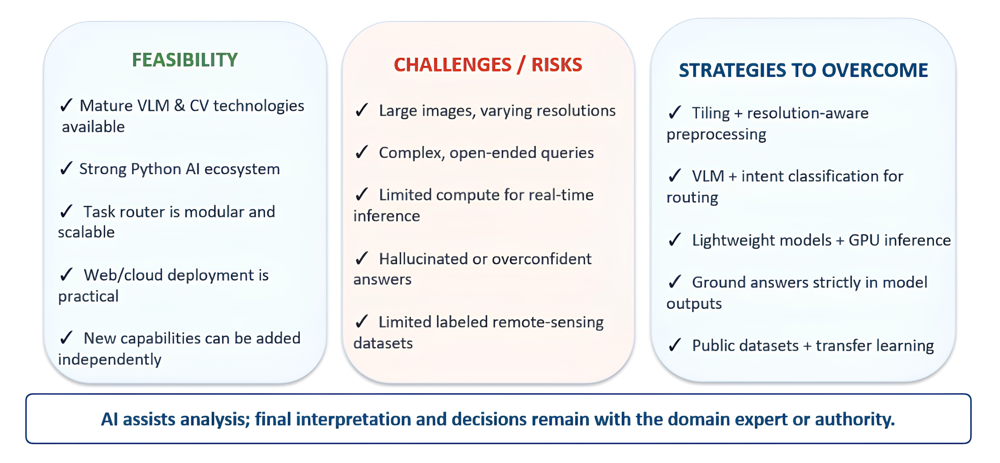 FEASIBILITY
✓ Mature VLM & CV technologies
available
✓ Strong Python AI ecosystem
✓ Task router is modular and
scalable
✓ Web/cloud deployment is
practical
✓ New capabilities can be added
independently
CHALLENGES / RISKS
✓ Large images, varying resolutions
✓ Complex, open-ended queries
✓ Limited compute for real-time
inference
✓ Hallucinated or overconfident
answers
✓ Limited labeled remote-sensing
datasets
STRATEGIES TO OVERCOME
✓ Tiling + resolution-aware
preprocessing
✓ VLM + intent classification for
routing
✓ Lightweight models + GPU inference
✓ Ground answers strictly in model
outputs
✓ Public datasets + transfer learning
AI assists analysis; final interpretation and decisions remain with the domain expert or authority.